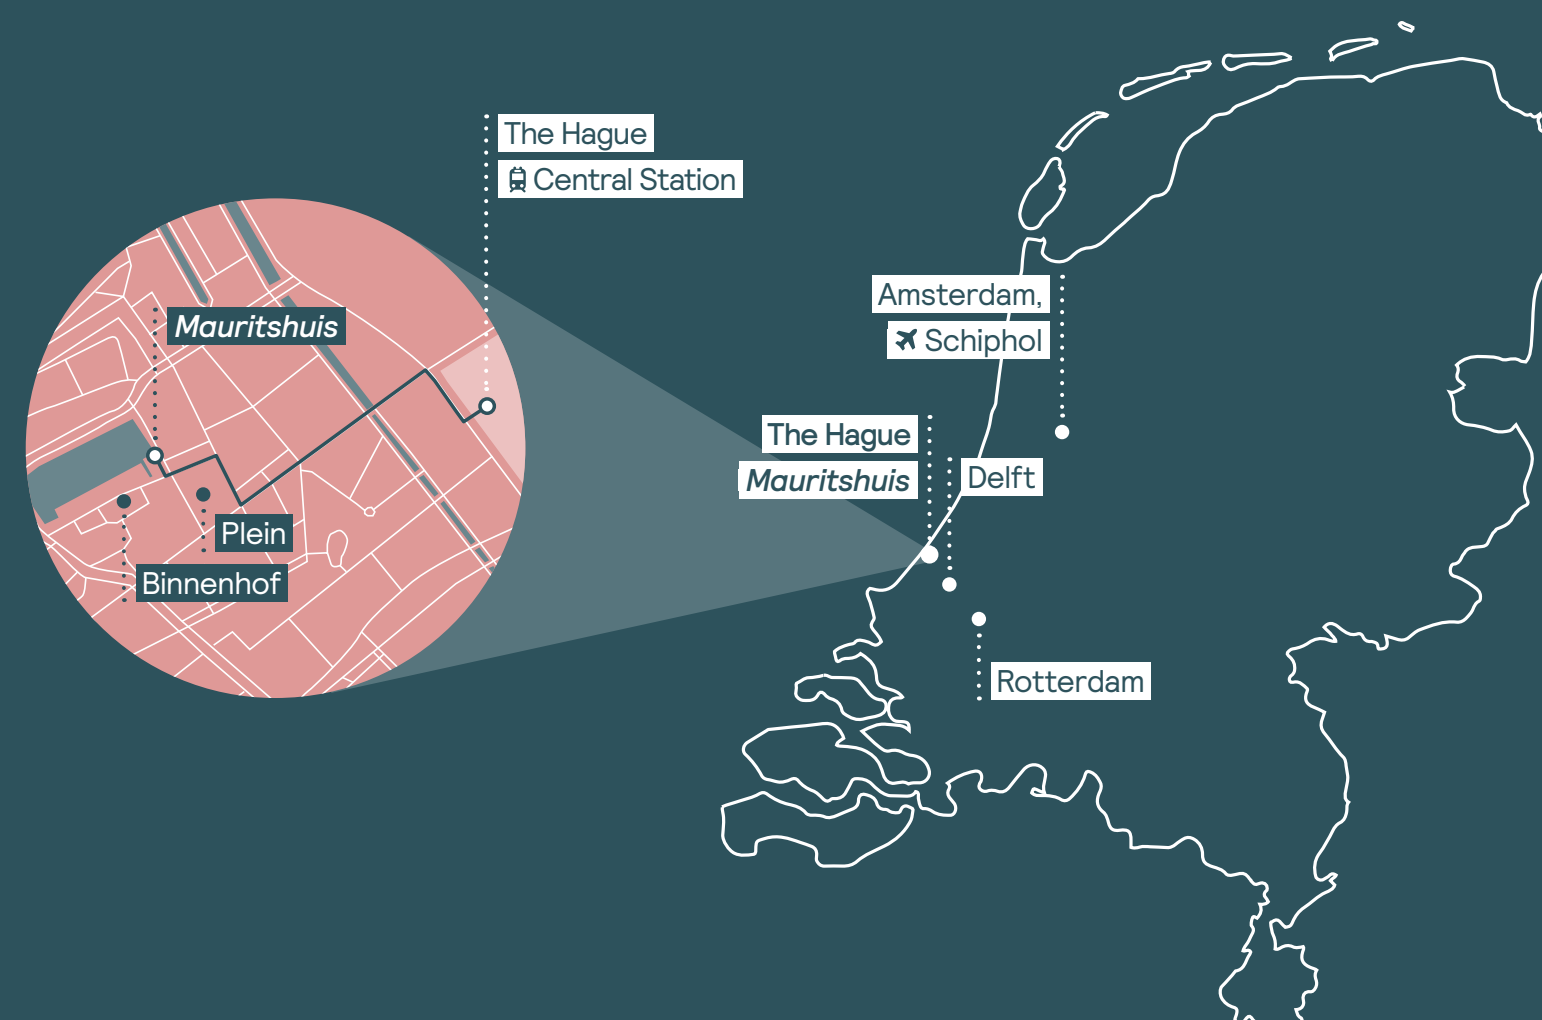 The Hague
Central Station
Mauritshuis
Plein
Binnenhof
Amsterdam,
Schiphol
The Hague
Mauritshuis
Delft
Rotterdam